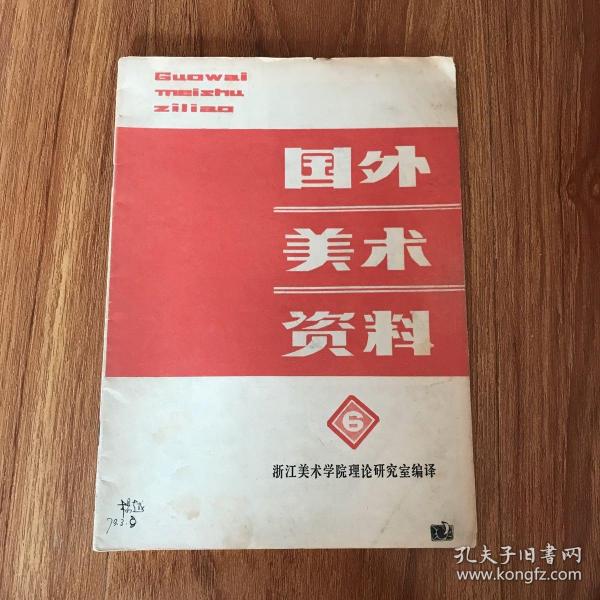 Guowai
meishu
ziliao
国外
美术
资料
6
浙江美术学院理论研究室编译
孔夫子旧书网
www.kongfz.com